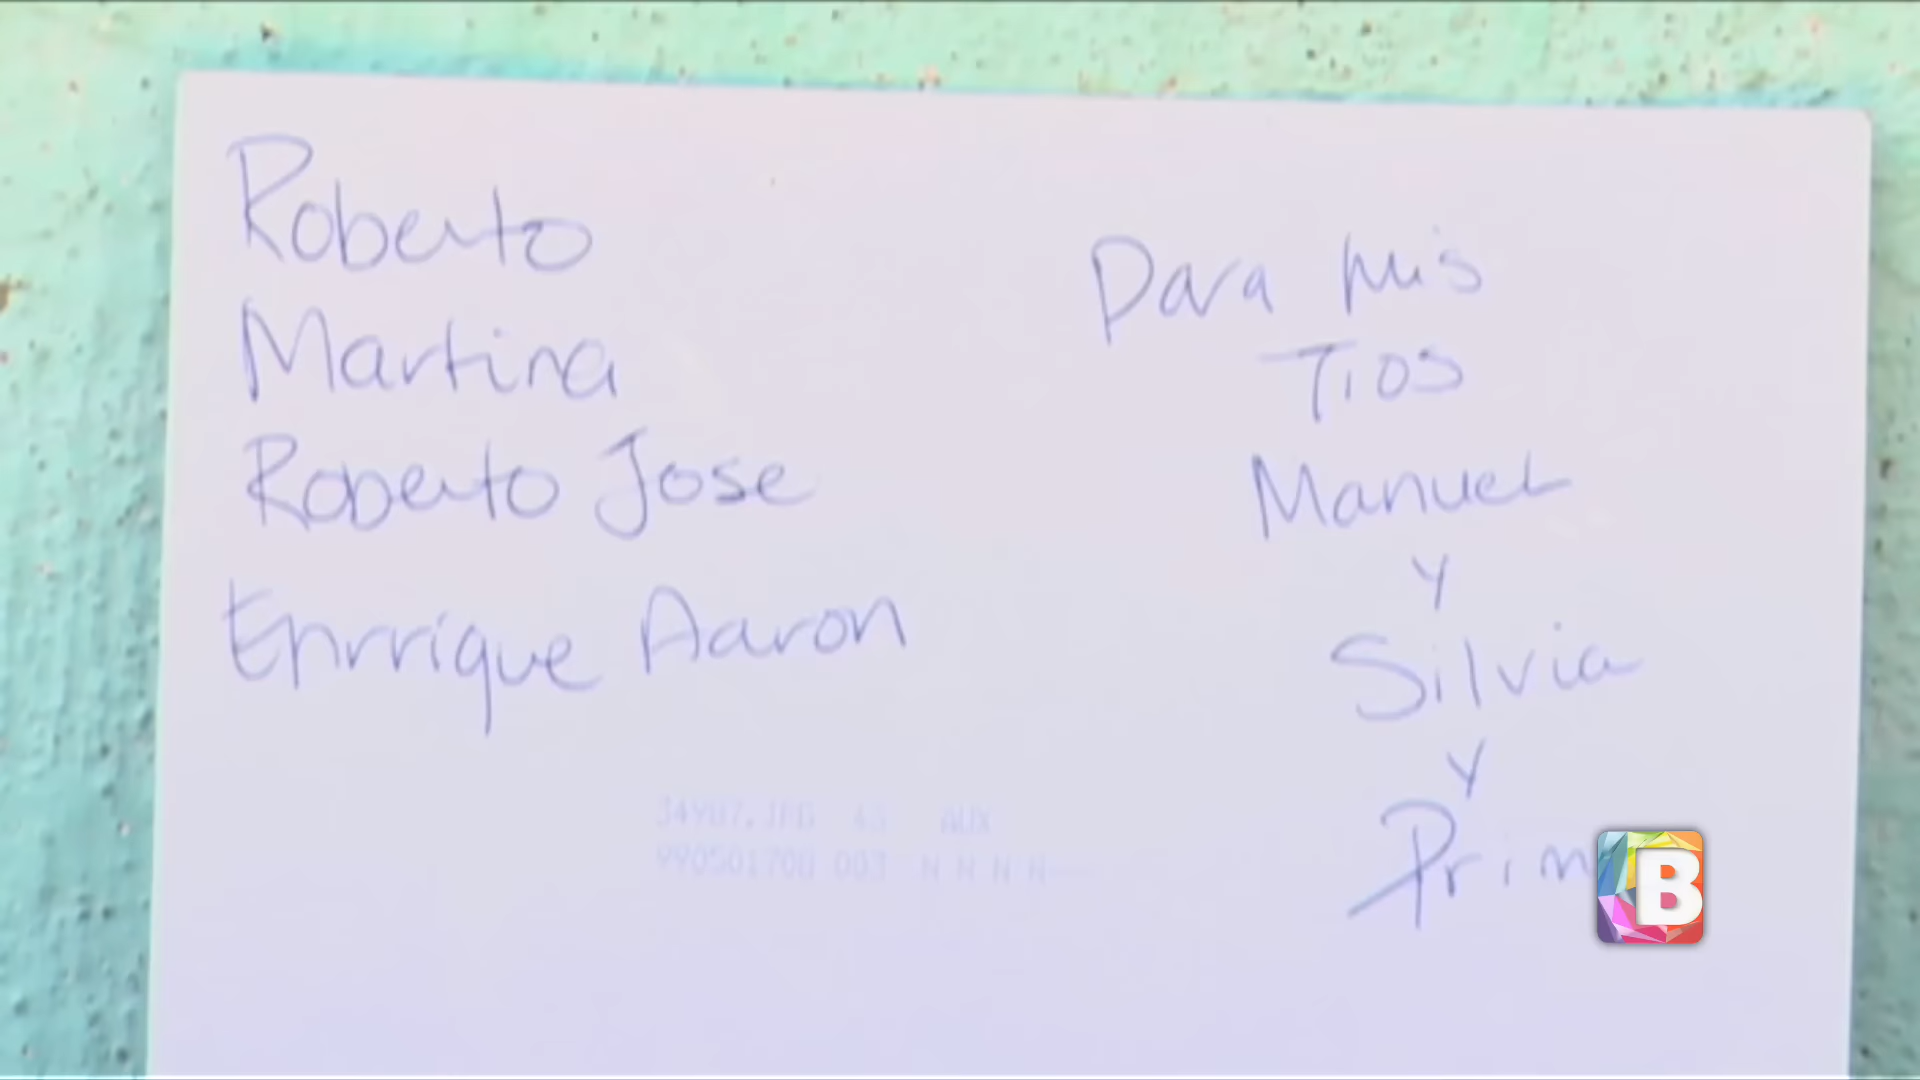 Roberto
Martina
Roberto Jose
Enrrique Aaron
Para mis
Tios
Manuel
y
Silvia
y
B